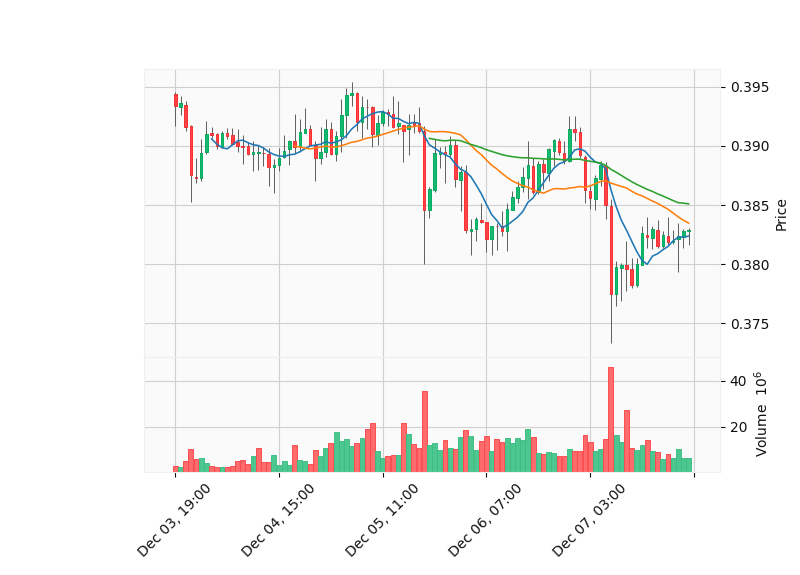 0.395
0.390
0.385
0.380
0.375
Price
40
20
Volume 10^6
Dec 03, 19:00
Dec 04, 15:00
Dec 05, 11:00
Dec 06, 07:00
Dec 07, 03:00